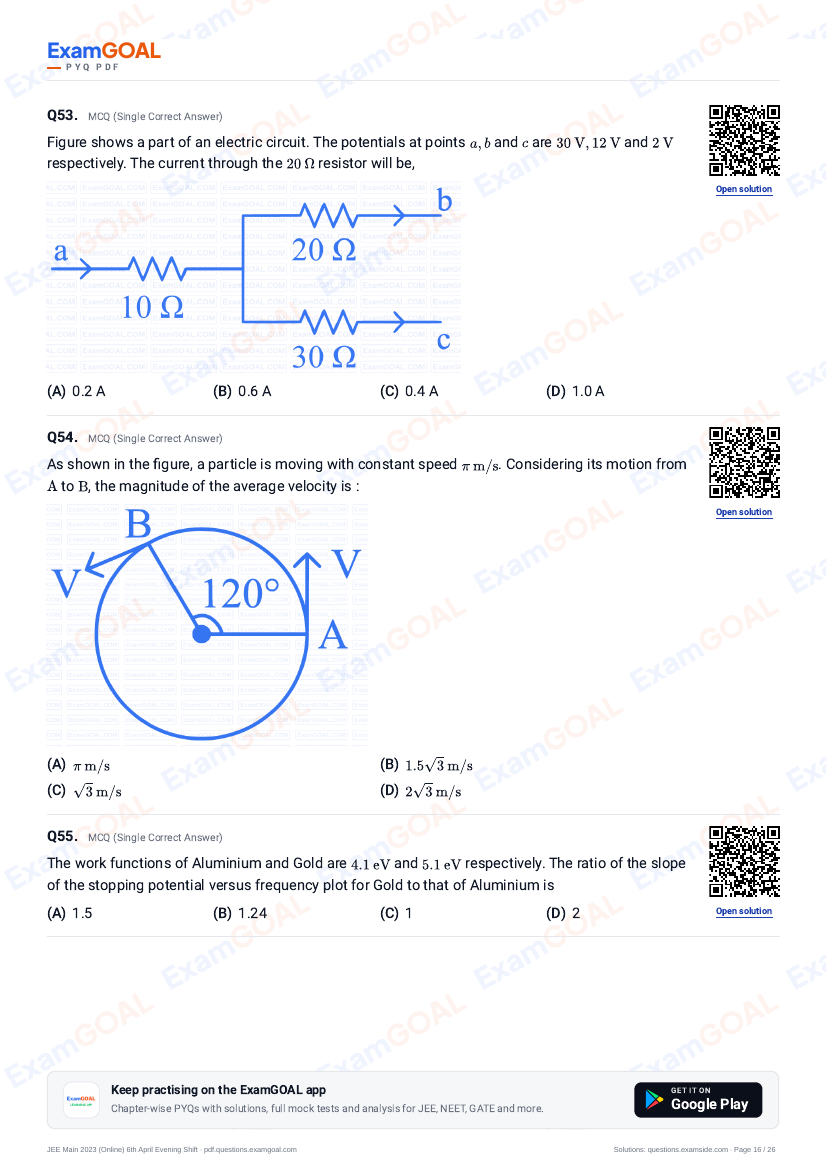 ExamGOAL
PYQ PDF
Q53. MCQ (Single Correct Answer)
Figure shows a part of an electric circuit. The potentials at points a, b and c are 30 V, 12 V and 2 V
respectively. The current through the 20 Ω resistor will be,
Open solution
a
10 Ω
20 Ω
b
30 Ω
c
(A) 0.2 A (B) 0.6 A (C) 0.4 A (D) 1.0 A
Q54. MCQ (Single Correct Answer)
As shown in the figure, a particle is moving with constant speed π m/s. Considering its motion from
A to B, the magnitude of the average velocity is :
Open solution
B
V
120°
V
A
(A) π m/s (B) 1.5√3 m/s
(C) √3 m/s (D) 2√3 m/s
Q55. MCQ (Single Correct Answer)
The work functions of Aluminium and Gold are 4.1 eV and 5.1 eV respectively. The ratio of the slope
of the stopping potential versus frequency plot for Gold to that of Aluminium is
Open solution
(A) 1.5 (B) 1.24 (C) 1 (D) 2
ExamGOAL
Keep practising on the ExamGOAL app
Chapter-wise PYQs with solutions, full mock tests and analysis for JEE, NEET, GATE and more.
GET IT ON
Google Play
JEE Main 2023 (Online) 6th April Evening Shift · pdf.questions.examgoal.com
Solutions: questions.examside.com · Page 16 / 26